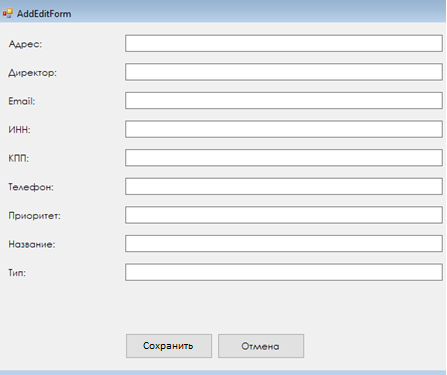 AddEditForm
Адрес:
Директор:
Email:
ИНН:
КПП:
Телефон:
Приоритет:
Название:
Тип:
Сохранить Отмена